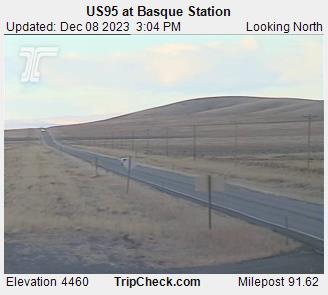 US95 at Basque Station
Updated: Dec 08 2023 3:04 PM Looking North
Elevation 4460 TripCheck.com Milepost 91.62